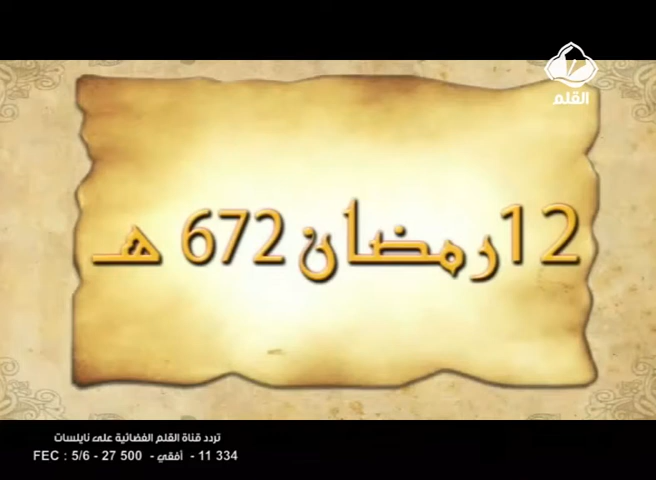 القلم
12 رمضان 672 هـ
تردد قناة القلم الفضائية على نايلسات
FEC : 5/6 - 27 500 - أفقي - 11 334